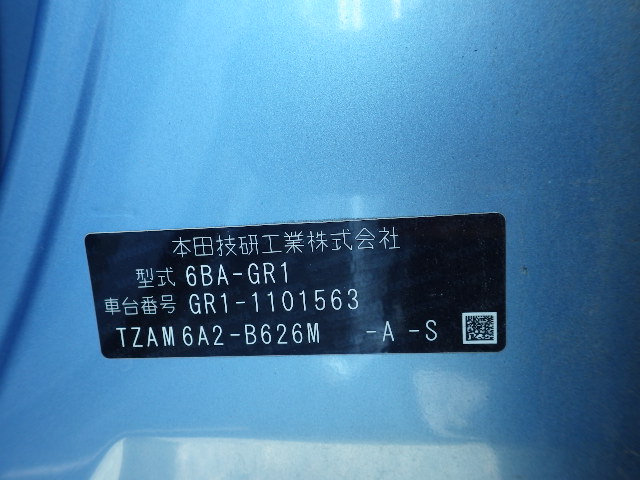 本田技研工業株式会社
型式 6BA-GR1
車台番号 GR1-1101563
TZAM6A2-B626M -A-S